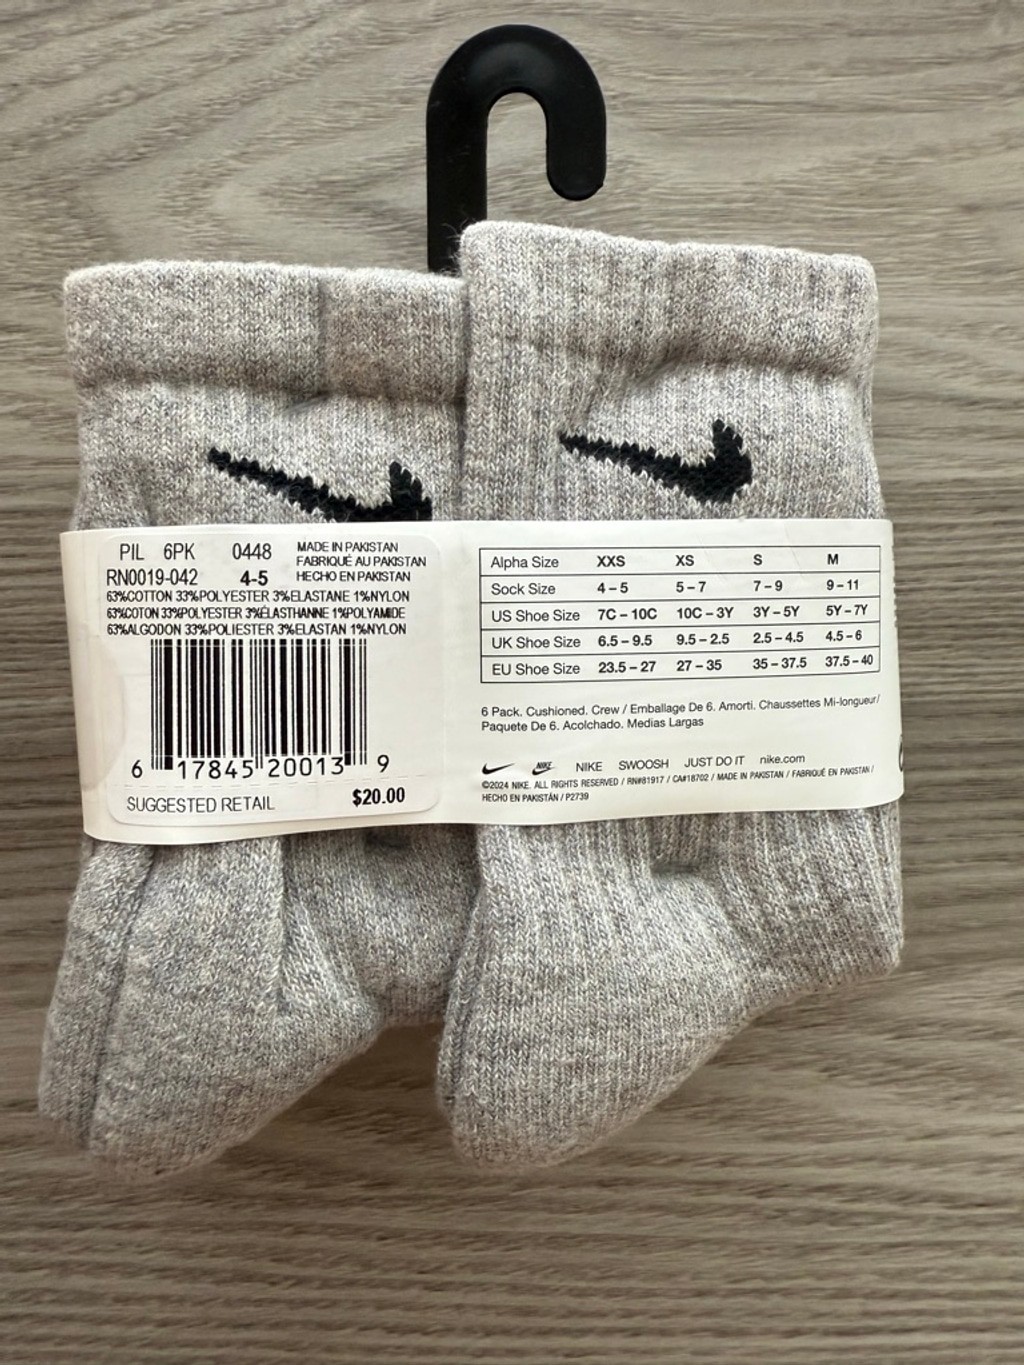 PIL 6PK 0448
RN0019-042 4-5
MADE IN PAKISTAN
FABRIQUÉ AU PAKISTAN
HECHO EN PAKISTAN
63%COTTON 33%POLYESTER 3%ELASTANE 1%NYLON
63%COTON 33%POLYESTER 3%ÉLASTHANNE 1%POLYAMIDE
63%ALGODON 33%POLIESTER 3%ELASTAN 1%NYLON
6 17845 20013 9
SUGGESTED RETAIL $20.00
Alpha Size XXS XS S M
Sock Size 4 – 5 5 – 7 7 – 9 9 – 11
US Shoe Size 7C – 10C 10C – 3Y 3Y – 5Y 5Y – 7Y
UK Shoe Size 6.5 – 9.5 9.5 – 2.5 2.5 – 4.5 4.5 – 6
EU Shoe Size 23.5 – 27 27 – 35 35 – 37.5 37.5 – 40
6 Pack. Cushioned. Crew / Emballage De 6. Amorti. Chaussettes Mi-longueur/
Paquete De 6. Acolchado. Medias Largas
NIKE NIKE SWOOSH JUST DO IT nike.com
©2024 NIKE. ALL RIGHTS RESERVED / RN#81917 / CA#18702 / MADE IN PAKISTAN / FABRIQUÉ EN PAKISTAN /
HECHO EN PAKISTÁN / P2739